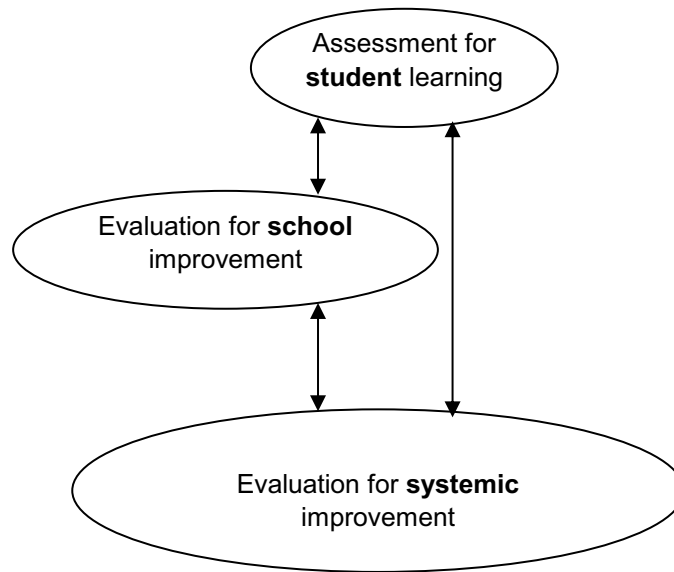 Assessment for
student learning
Evaluation for school
improvement
Evaluation for systemic
improvement